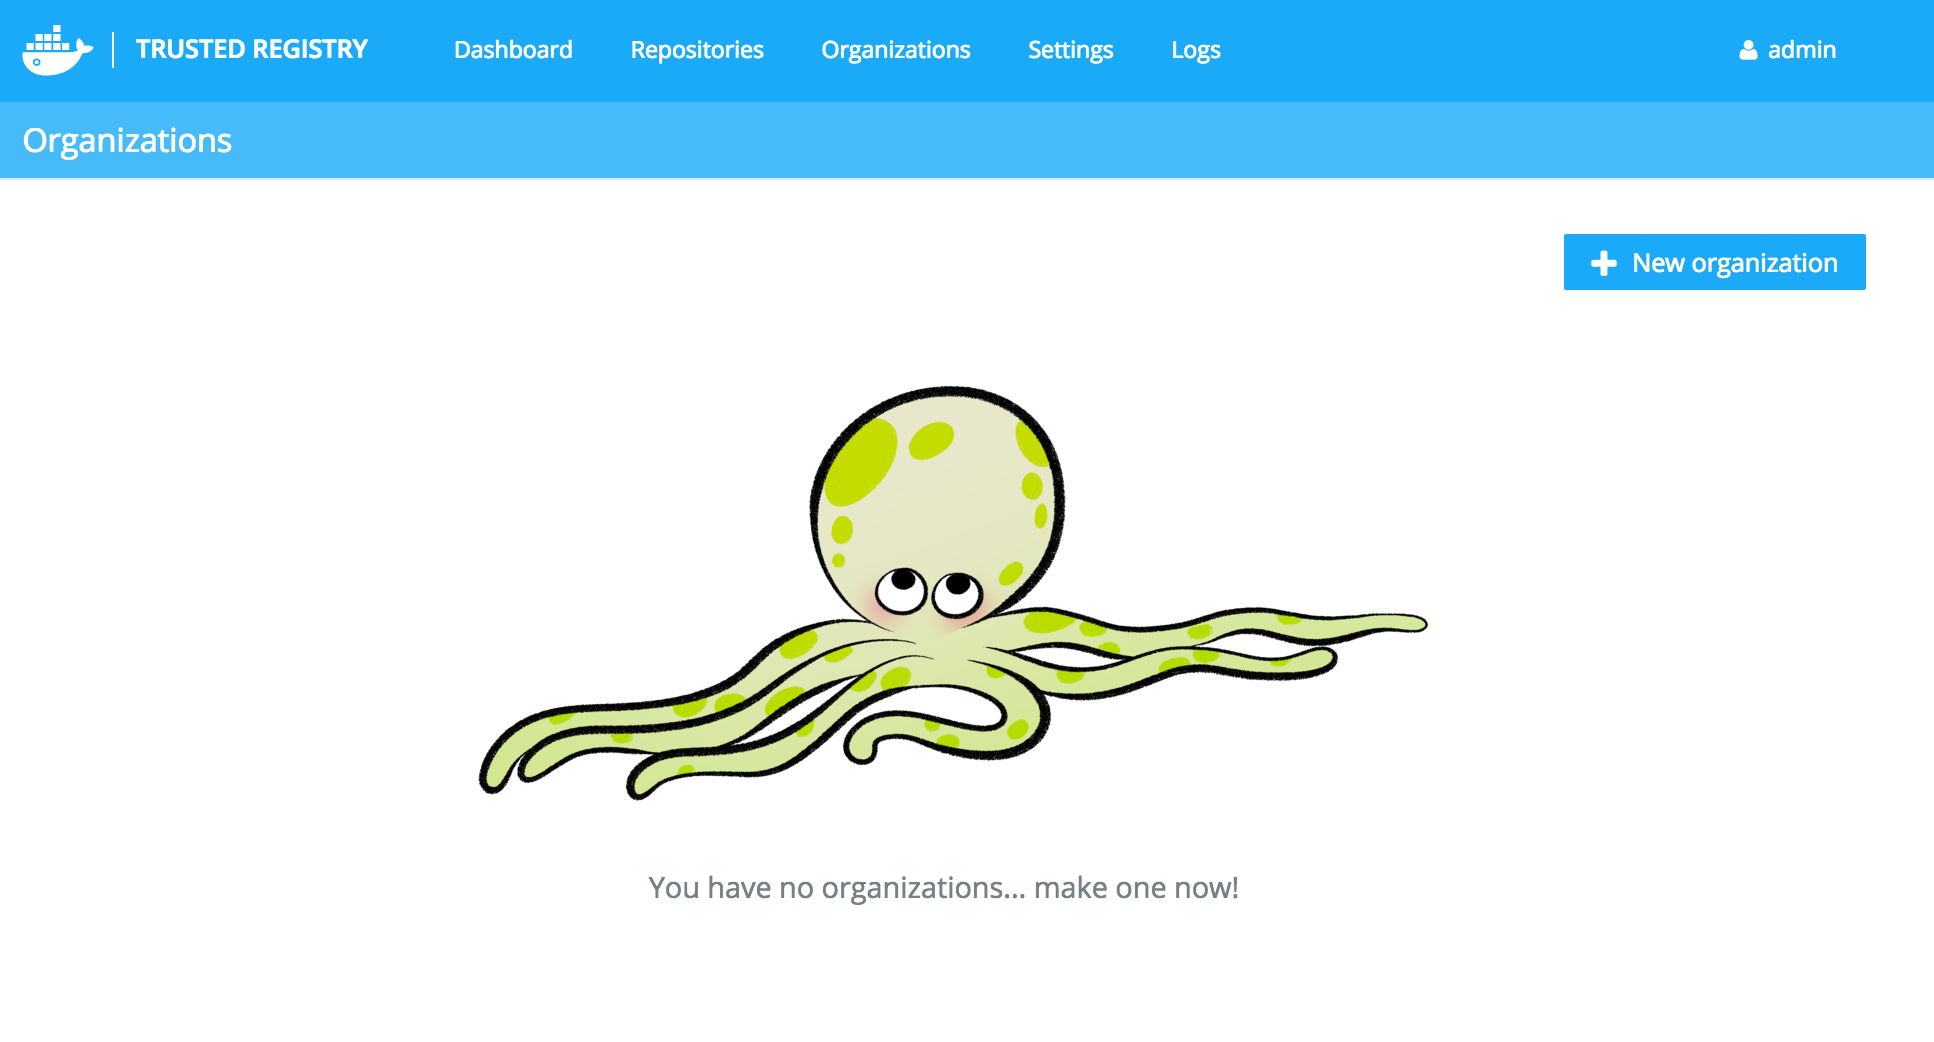 TRUSTED REGISTRY Dashboard Repositories Organizations Settings Logs admin
Organizations
New organization
You have no organizations... make one now!